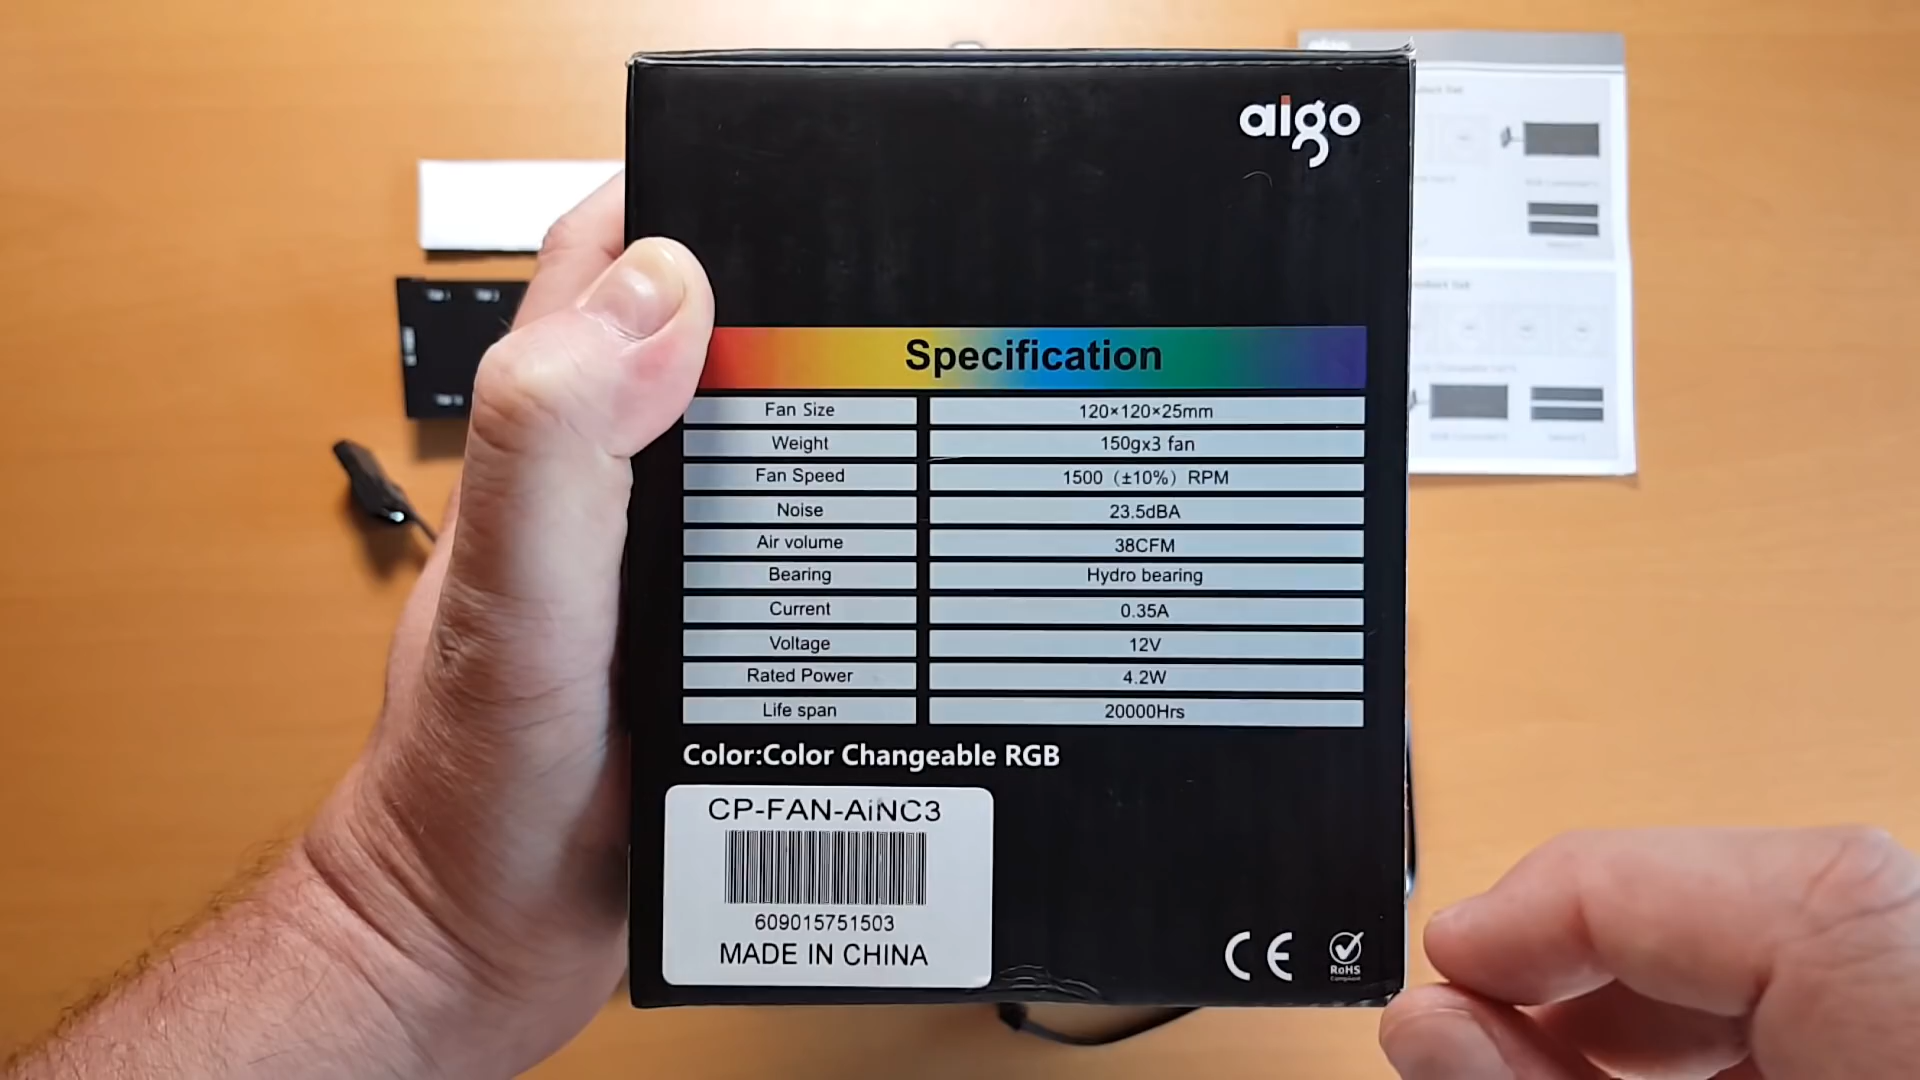 aigo
Specification
Fan Size 120×120×25mm
Weight 150gx3 fan
Fan Speed 1500（±10%）RPM
Noise 23.5dBA
Air volume 38CFM
Bearing Hydro bearing
Current 0.35A
Voltage 12V
Rated Power 4.2W
Life span 20000Hrs
Color:Color Changeable RGB
CP-FAN-AiNC3
609015751503
MADE IN CHINA
CE
RoHS
Compliant